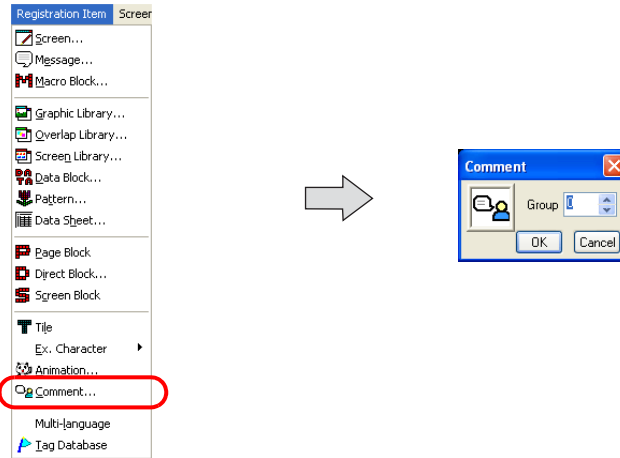 Registration Item Screen
Screen...
Message...
Macro Block...
Graphic Library...
Overlap Library...
Screen Library...
Data Block...
Pattern...
Data Sheet...
Page Block
Direct Block...
Screen Block
Tile
Ex. Character
Animation...
Comment...
Multi-language
Tag Database
Comment
Group 0
OK Cancel